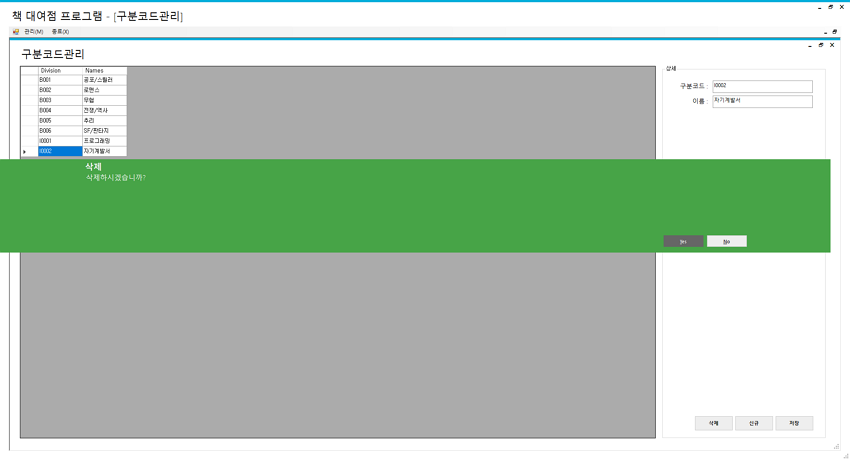 책 대여점 프로그램 - [구분코드관리]
관리(M) 종료(X)
구분코드관리
Division Names
B001 공포/스릴러
B002 로맨스
B003 무협
B004 전쟁/역사
B005 추리
B006 SF/판타지
I0001 프로그래밍
I0002 자기계발서
상세
구분코드 : I0002
이름 : 자기계발서
삭제
삭제하시겠습니까?
삭제 신규 저장